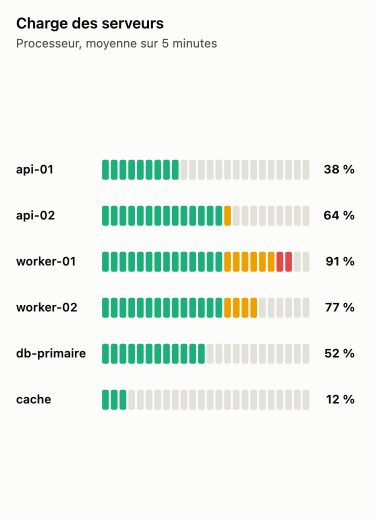 Charge des serveurs
Processeur, moyenne sur 5 minutes
api-01 38 %
api-02 64 %
worker-01 91 %
worker-02 77 %
db-primaire 52 %
cache 12 %